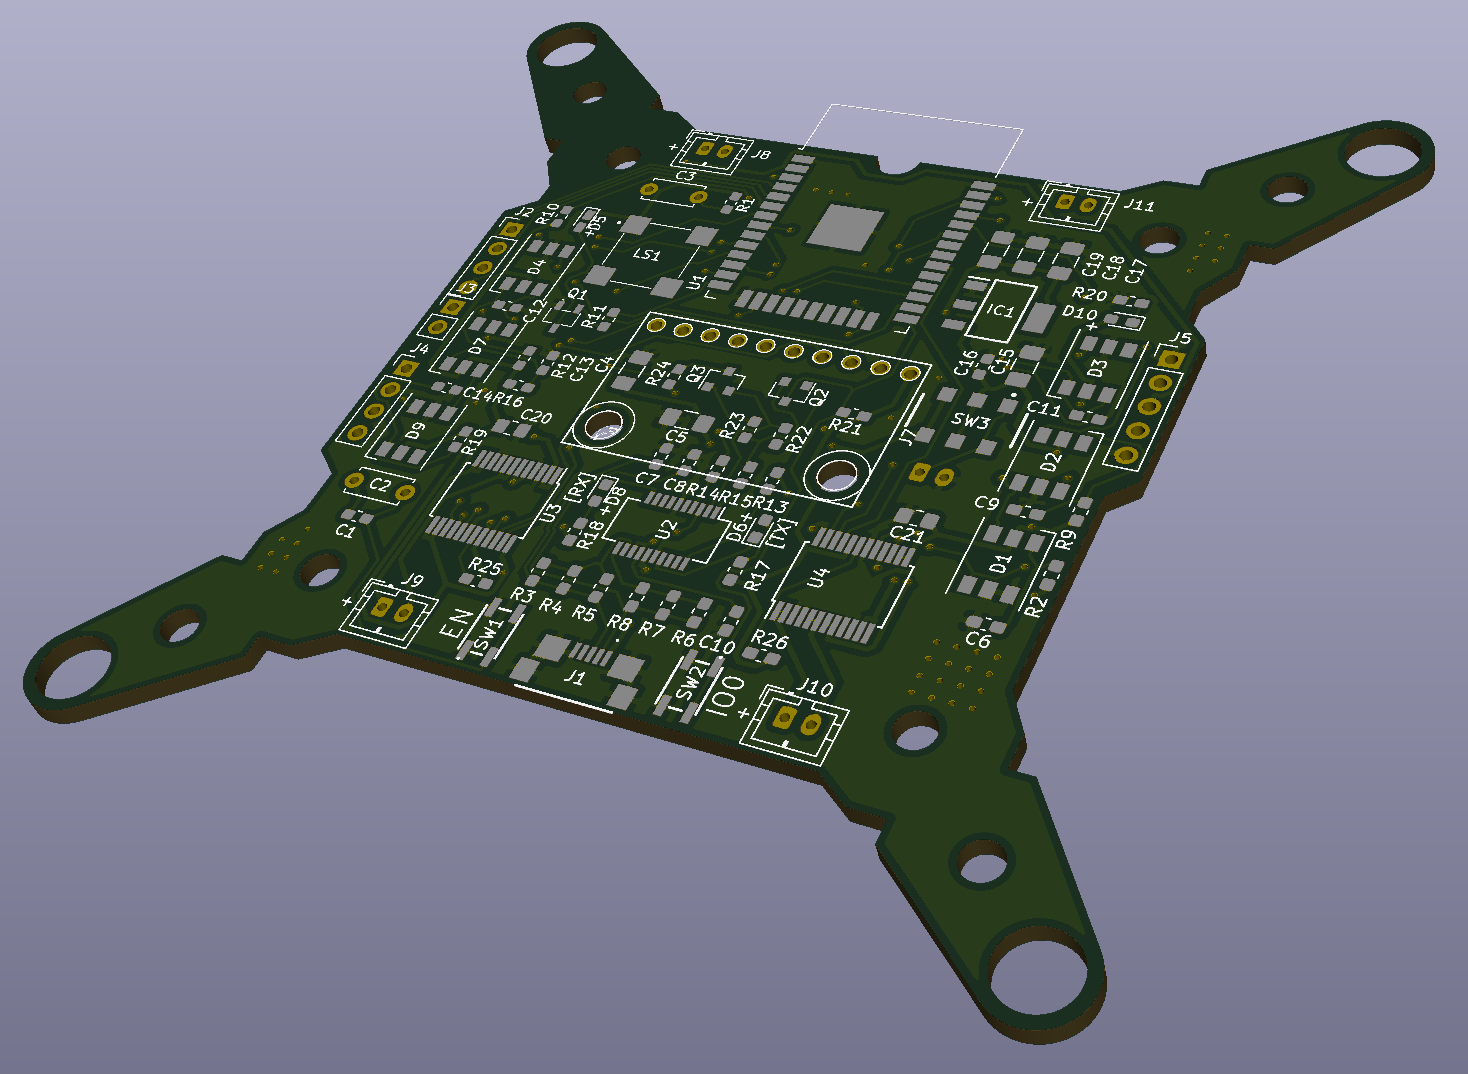 J8
+
C3
J11
+
R1
J2
R10
D5
+
D4
LS1
U1
C19
C18
C17
R20
D10
+
IC1
J3
Q1
C12
R11
J5
D3
J4
D7
R12
C13
C4
R24
Q3
Q2
C16
C15
C11
SW3
C14
R16
C20
C5
R23
R22
R21
J7
D9
R19
D2
C2
C7
C8
R14
R15
R13
[RX]
D8
+
U3
U2
D6
+
[TX]
C9
C21
C1
R18
R9
D1
U4
R17
R25
J9
+
R3
R4
R5
R8
R7
R6
C10
R2
C6
R26
EN
SW1
J1
SW2
IO0
J10
+